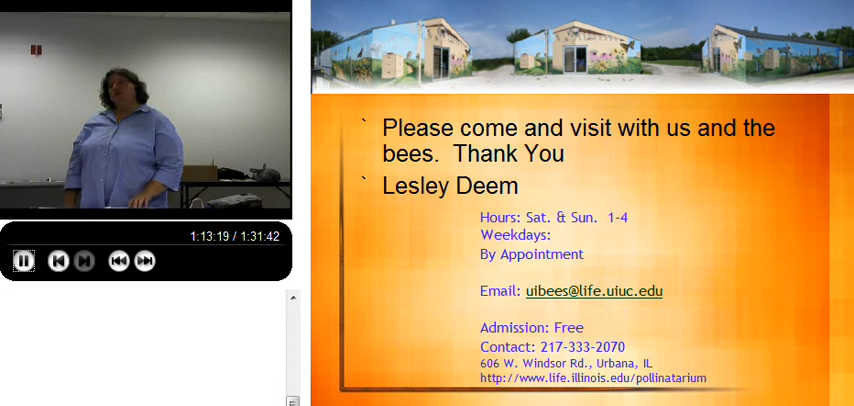 1:13:19 / 1:31:42
` Please come and visit with us and the
bees. Thank You
` Lesley Deem
Hours: Sat. & Sun. 1-4
Weekdays:
By Appointment
Email: uibees@life.uiuc.edu
Admission: Free
Contact: 217-333-2070
606 W. Windsor Rd., Urbana, IL
http://www.life.illinois.edu/pollinatarium